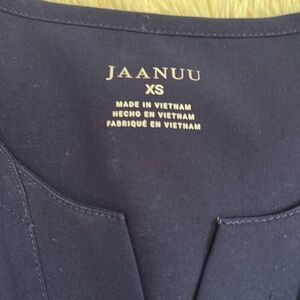 JAANUU
XS
MADE IN VIETNAM
HECHO EN VIETNAM
FABRIQUÉ EN VIETNAM